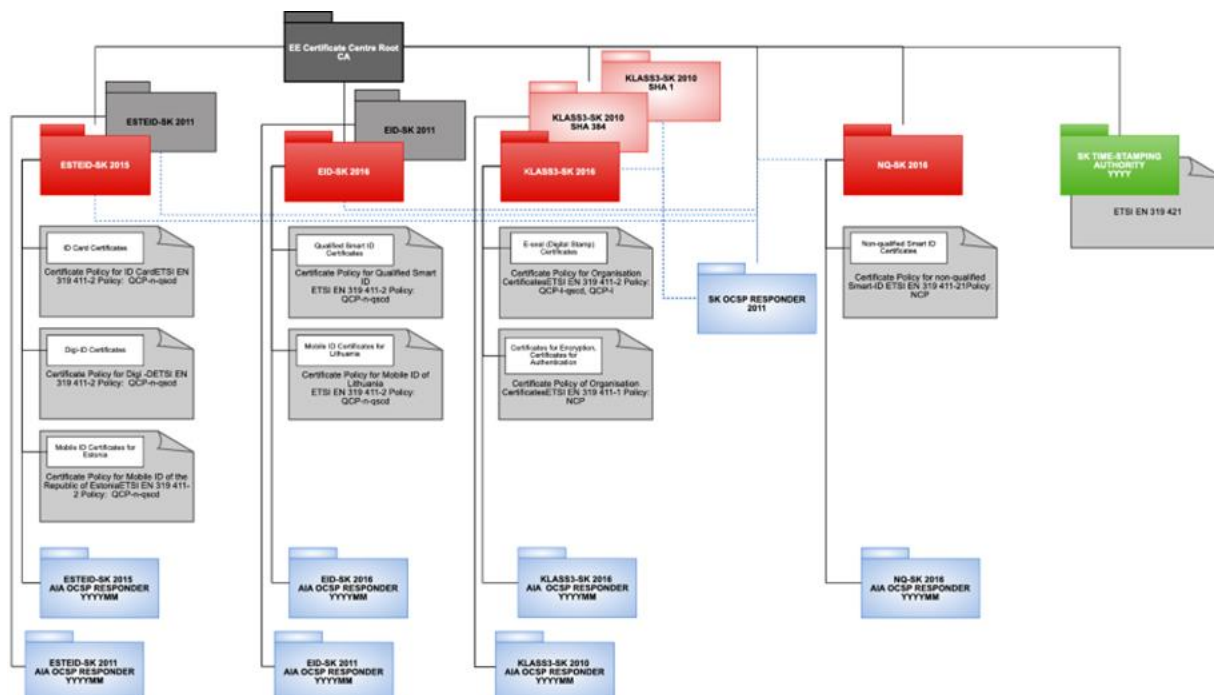 EE Certificate Centre Root
CA
KLASS3-SK 2010
SHA 1
ESTEID-SK 2011
EID-SK 2011
KLASS3-SK 2010
SHA 384
ESTEID-SK 2015
EID-SK 2016
KLASS3-SK 2016
NQ-SK 2016
SK TIME-STAMPING
AUTHORITY
YYYY
ETSI EN 319 421
ID Card Certificates
Certificate Policy for ID CardETSI EN
319 411-2 Policy: QCP-n-qscd
Qualified Smart ID
Certificates
Certificate Policy for Qualified Smart
ID
ETSI EN 319 411-2 Policy:
QCP-n-qscd
E-seal (Digital Stamp)
Certificates
Certificate Policy for Organisation
CertificatesETSI EN 319 411-2 Policy:
QCP-l-qscd, QCP-l
Non-qualified Smart ID
Certificates
Certificate Policy for non-qualified
Smart-ID ETSI EN 319 411-21Policy:
NCP
SK OCSP RESPONDER
2011
Digi-ID Certificates
Certificate Policy for Digi -DETSI EN
319 411-2 Policy: QCP-n-qscd
Mobile ID Certificates for
Lithuania
Certificate Policy for Mobile ID of
Lithuania
ETSI EN 319 411-2 Policy:
QCP-n-qscd
Certificates for Encryption,
Certificates for
Authentication
Certificate Policy of Organisation
CertificatesETSI EN 319 411-1 Policy:
NCP
Mobile ID Certificates for
Estonia
Certificate Policy for Mobile ID of the
Republic of EstoniaETSI EN 319 411-
2 Policy: QCP-n-qscd
ESTEID-SK 2015
AIA OCSP RESPONDER
YYYYMM
EID-SK 2016
AIA OCSP RESPONDER
YYYYMM
KLASS3-SK 2016
AIA OCSP RESPONDER
YYYYMM
NQ-SK 2016
AIA OCSP RESPONDER
YYYYMM
ESTEID-SK 2011
AIA OCSP RESPONDER
YYYYMM
EID-SK 2011
AIA OCSP RESPONDER
YYYYMM
KLASS3-SK 2010
AIA OCSP RESPONDER
YYYYMM